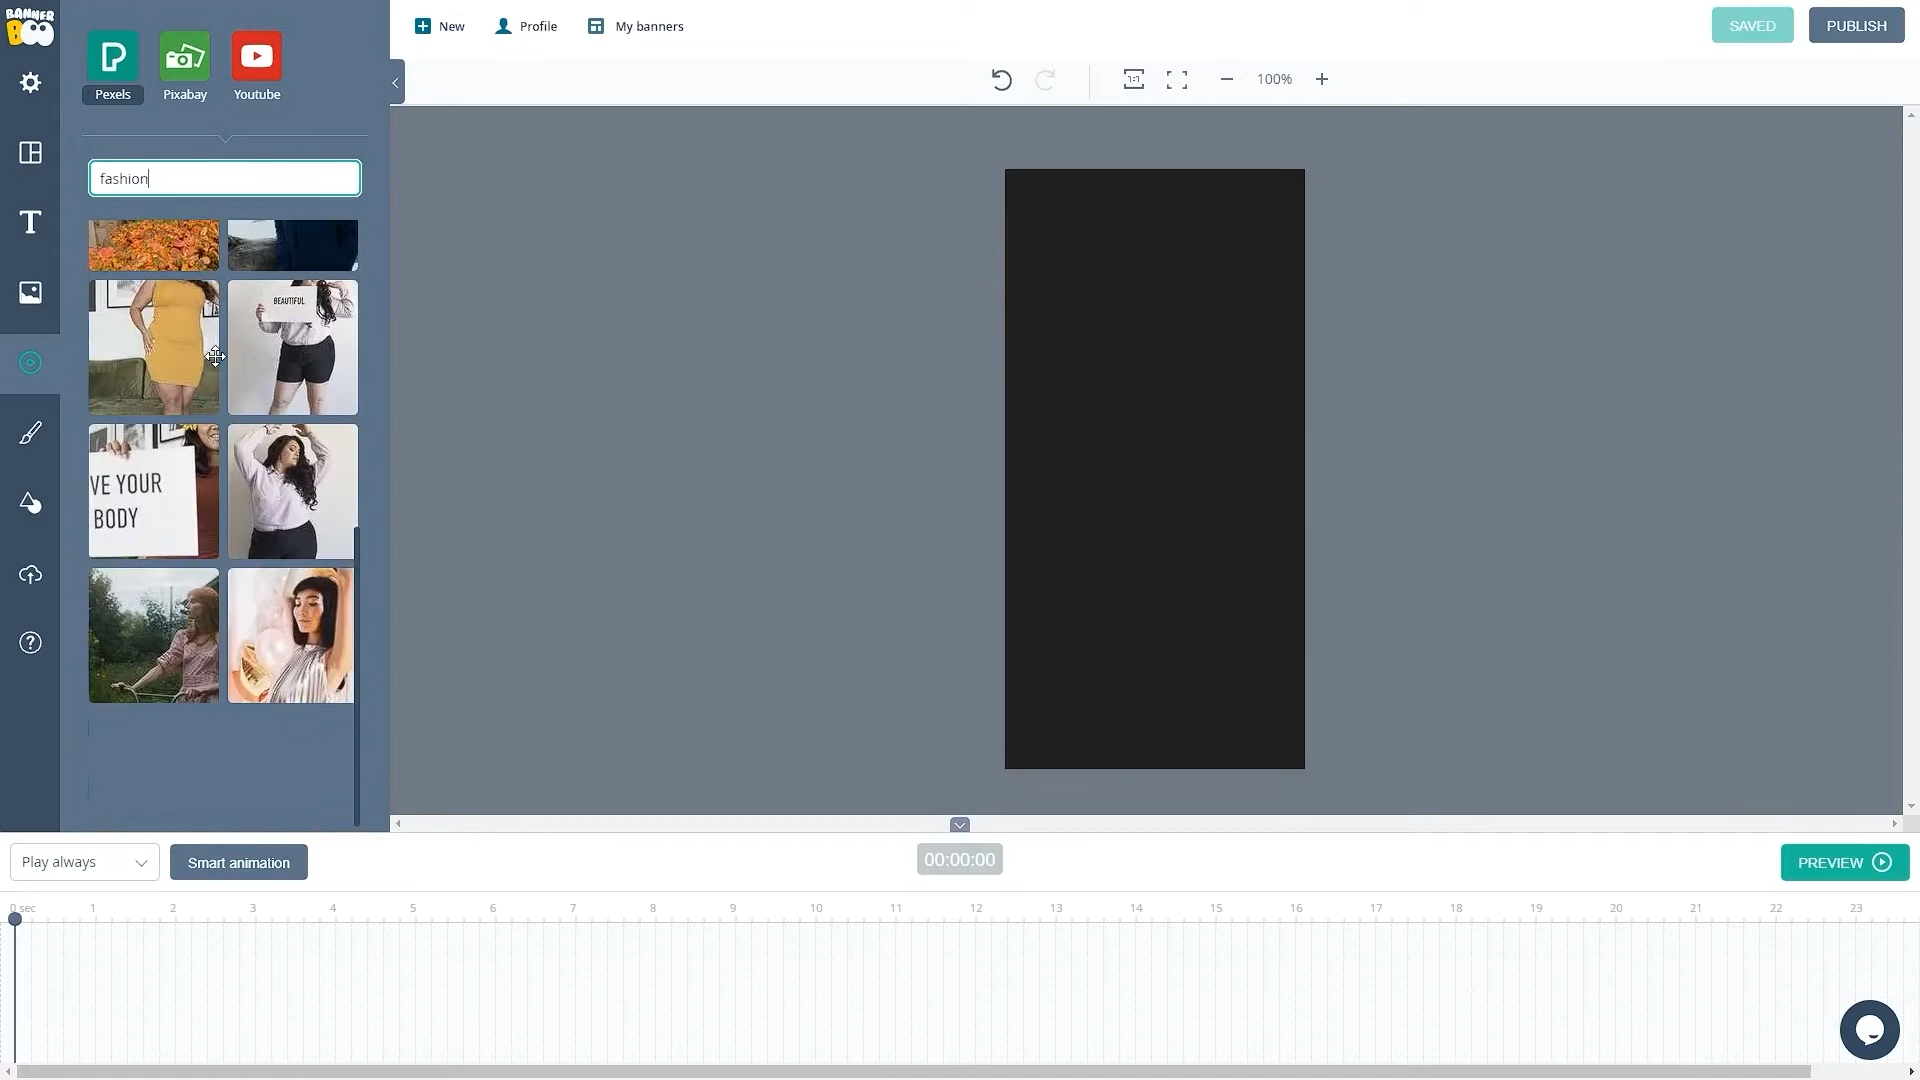 BANNER
BOO
New
Profile
My banners
SAVED
PUBLISH
Pexels
Pixabay
Youtube
1:1
100%
fashion
BEAUTIFUL
VE YOUR
BODY
Play always
Smart animation
00:00:00
PREVIEW
0 sec 1 2 3 4 5 6 7 8 9 10 11 12 13 14 15 16 17 18 19 20 21 22 23